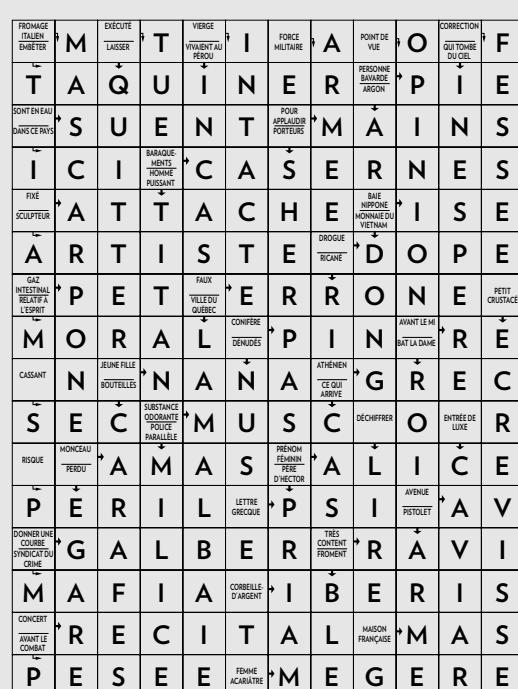 FROMAGE ITALIEN EMBÊTER M EXÉCUTÉ LAISSER T VIERGE VIVAIENT AU PÉROU I FORCE MILITAIRE A POINT DE VUE O CORRECTION QUI TOMBE DU CIEL F
T A Q U I N E R PERSONNE BAVARDE ARGON P I E
SONT EN EAU DANS CE PAYS S U E N T POUR APPLAUDIR PORTEURS M A I N S
I C I BARAQUE-MENTS HOMME PUISSANT C A S E R N E S
FIXÉ SCULPTEUR A T T A C H E BAIE NIPPONE MONNAIE DU VIETNAM I S E
A R T I S T E DROGUE RICANE D O P E
GAZ INTESTINAL RELATIF À L'ESPRIT P E T FAUX VILLE DU QUÉBEC E R R O N E PETIT CRUSTACÉ
M O R A L CONIFÈRE DÉNUDÉS P I N AVANT LE MI BAT LA DAME R E
CASSANT N JEUNE FILLE BOUTEILLES N A N A ATHÉNIEN CE QUI ARRIVE G R E C
S E C SUBSTANCE ODORANTE POLICE PARALLÈLE M U S C DÉCHIFFRER O ENTRÉE DE LUXE R
RISQUE MONCEAU PERDU A M A S PRÉNOM FÉMININ PÈRE D'HECTOR A L I C E
P E R I L LETTRE GRECQUE P S I AVENUE PISTOLET A V
DONNER UNE COURBE SYNDICAT DU CRIME G A L B E R TRÈS CONTENT FROMENT R A V I
M A F I A CORBEILLE-D'ARGENT I B E R I S
CONCERT AVANT LE COMBAT R E C I T A L MAISON FRANÇAISE M A S
P E S E E FEMME ACARIÂTRE M E G E R E